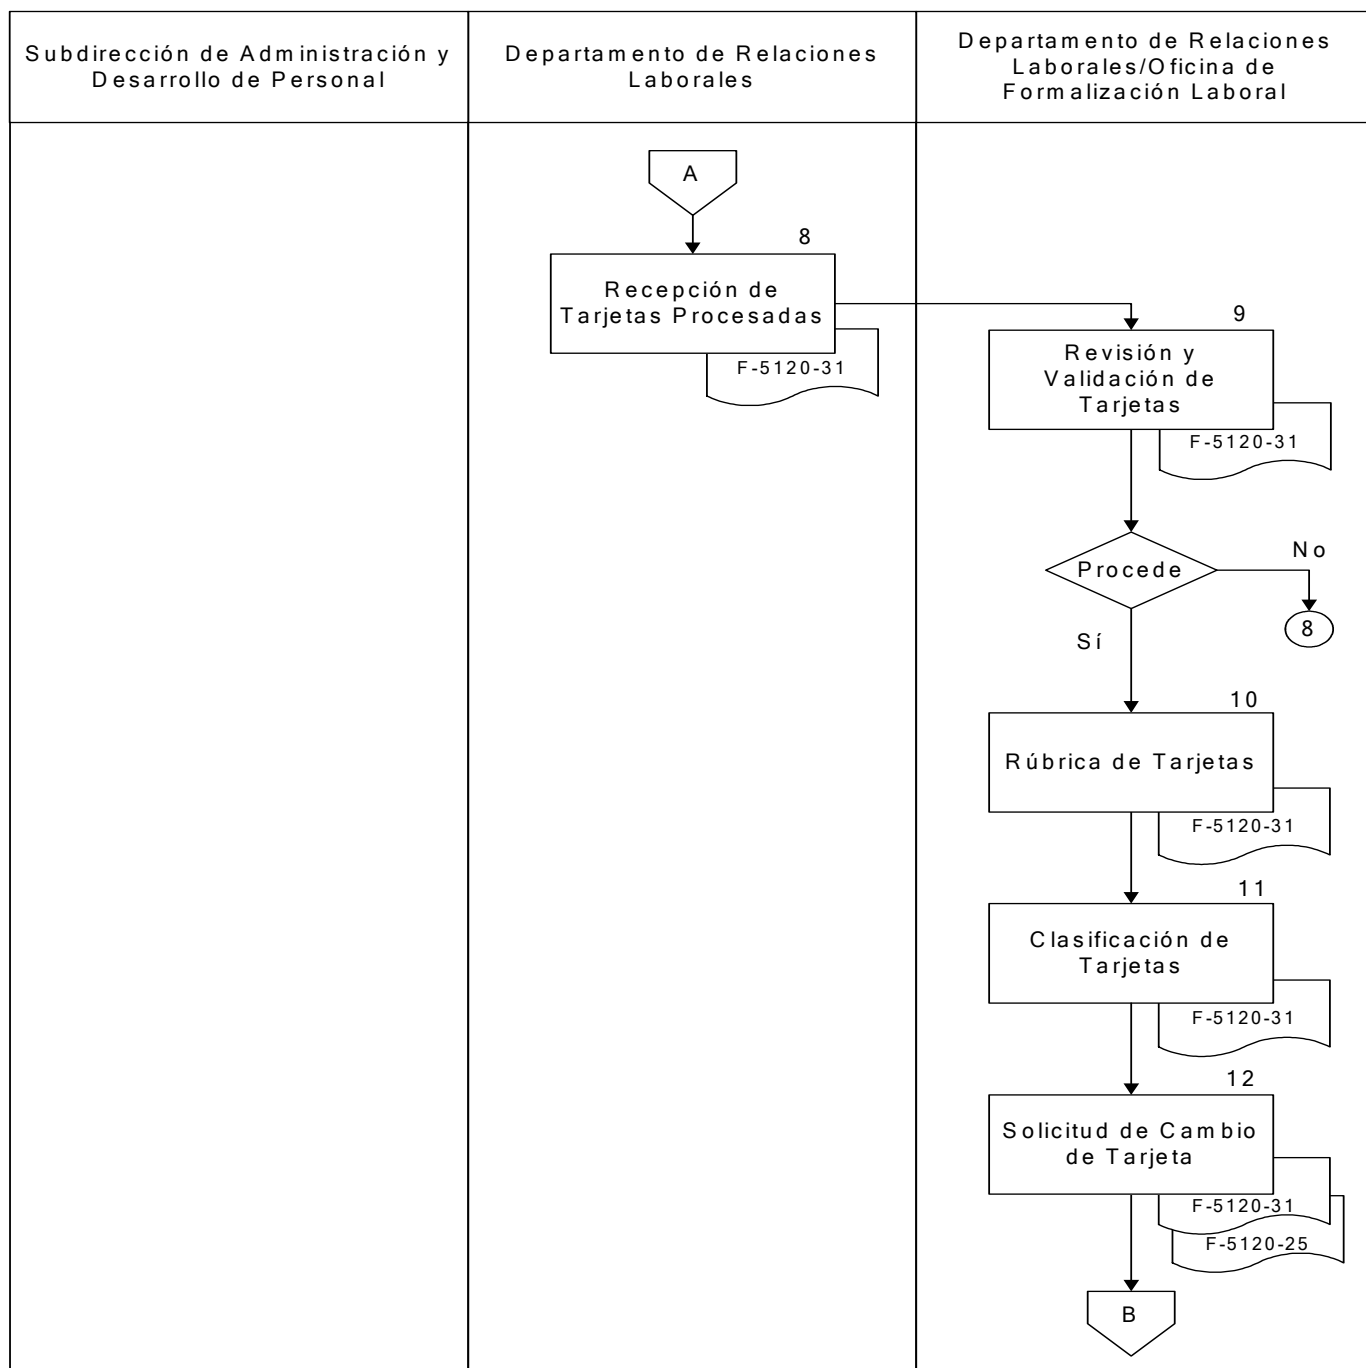 Subdirección de Administración y
Desarrollo de Personal
Departamento de Relaciones
Laborales
Departamento de Relaciones
Laborales/Oficina de
Formalización Laboral
A
8
Recepción de
Tarjetas Procesadas
F-5120-31
9
Revisión y
Validación de
Tarjetas
F-5120-31
Procede
No
8
Sí
10
Rúbrica de Tarjetas
F-5120-31
11
Clasificación de
Tarjetas
F-5120-31
12
Solicitud de Cambio
de Tarjeta
F-5120-31
F-5120-25
B